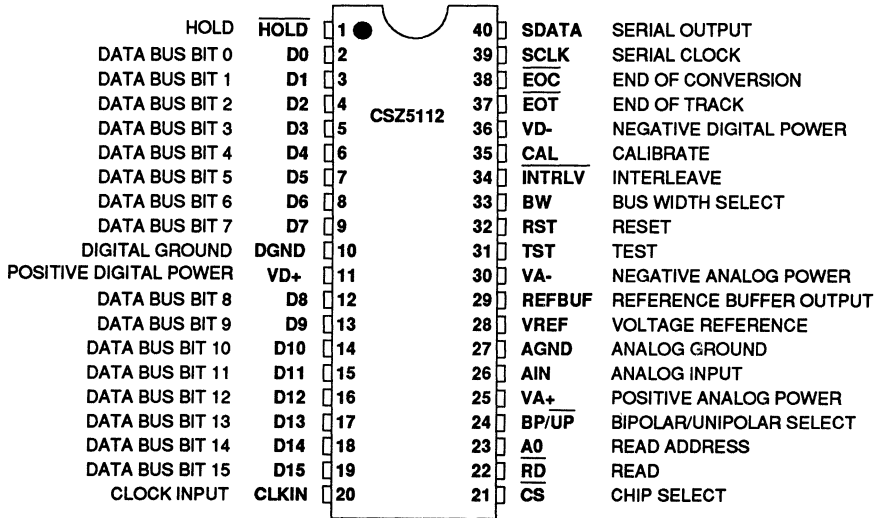 HOLD HOLD 1 40 SDATA SERIAL OUTPUT
DATA BUS BIT 0 D0 2 39 SCLK SERIAL CLOCK
DATA BUS BIT 1 D1 3 38 EOC END OF CONVERSION
DATA BUS BIT 2 D2 4 37 EOT END OF TRACK
CSZ5112
DATA BUS BIT 3 D3 5 36 VD- NEGATIVE DIGITAL POWER
DATA BUS BIT 4 D4 6 35 CAL CALIBRATE
DATA BUS BIT 5 D5 7 34 INTRLV INTERLEAVE
DATA BUS BIT 6 D6 8 33 BW BUS WIDTH SELECT
DATA BUS BIT 7 D7 9 32 RST RESET
DIGITAL GROUND DGND 10 31 TST TEST
POSITIVE DIGITAL POWER VD+ 11 30 VA- NEGATIVE ANALOG POWER
DATA BUS BIT 8 D8 12 29 REFBUF REFERENCE BUFFER OUTPUT
DATA BUS BIT 9 D9 13 28 VREF VOLTAGE REFERENCE
DATA BUS BIT 10 D10 14 27 AGND ANALOG GROUND
DATA BUS BIT 11 D11 15 26 AIN ANALOG INPUT
DATA BUS BIT 12 D12 16 25 VA+ POSITIVE ANALOG POWER
DATA BUS BIT 13 D13 17 24 BP/UP BIPOLAR/UNIPOLAR SELECT
DATA BUS BIT 14 D14 18 23 A0 READ ADDRESS
DATA BUS BIT 15 D15 19 22 RD READ
CLOCK INPUT CLKIN 20 21 CS CHIP SELECT